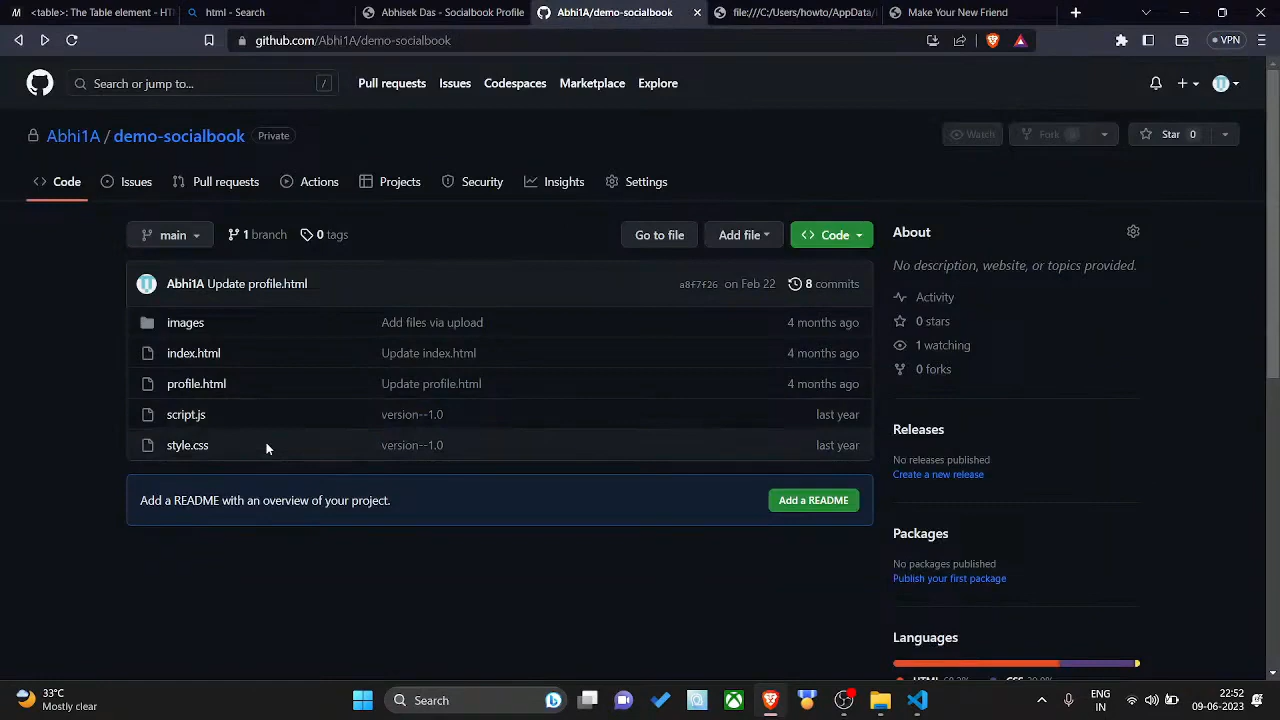 <table>: The Table element - HT
html - Search
Abhisek Das - Socialbook Profile
Abhi1A/demo-socialbook
file:///C:/Users/howto/AppData/
Make Your New Friend
github.com/Abhi1A/demo-socialbook
VPN
Search or jump to...
/
Pull requests
Issues
Codespaces
Marketplace
Explore
Abhi1A / demo-socialbook
Private
Watch
Fork
Star 0
Code
Issues
Pull requests
Actions
Projects
Security
Insights
Settings
main
1 branch
0 tags
Go to file
Add file
Code
About
No description, website, or topics provided.
Abhi1A Update profile.html
a8f7f26 on Feb 22
8 commits
Activity
images
Add files via upload
4 months ago
0 stars
index.html
Update index.html
4 months ago
1 watching
profile.html
Update profile.html
4 months ago
0 forks
script.js
version--1.0
last year
style.css
version--1.0
last year
Releases
No releases published
Create a new release
Add a README with an overview of your project.
Add a README
Packages
No packages published
Publish your first package
Languages
HTML
CSS
33°C
Mostly clear
Search
ENG
IN
22:52
09-06-2023